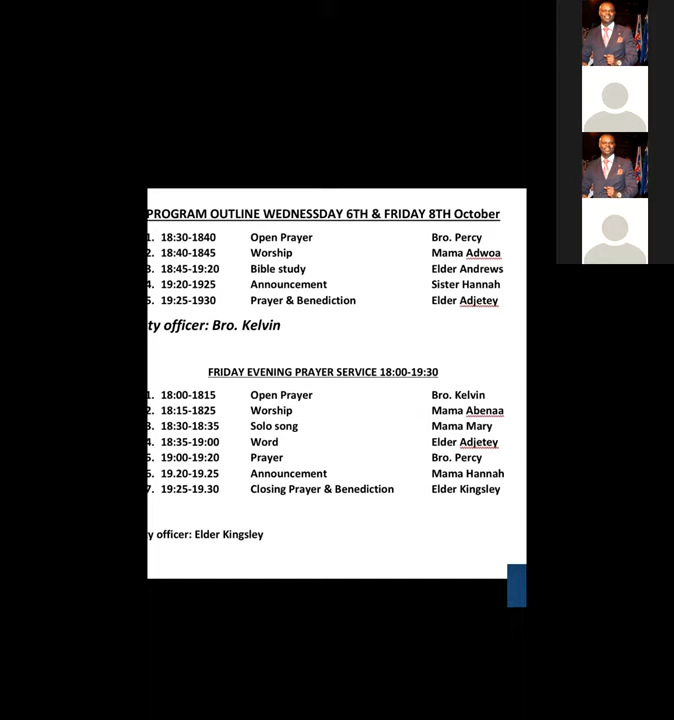 PROGRAM OUTLINE WEDNESSDAY 6TH & FRIDAY 8TH October
1. 18:30-1840 Open Prayer Bro. Percy
2. 18:40-1845 Worship Mama Adwoa
3. 18:45-19:20 Bible study Elder Andrews
4. 19:20-1925 Announcement Sister Hannah
5. 19:25-1930 Prayer & Benediction Elder Adjetey
ty officer: Bro. Kelvin
FRIDAY EVENING PRAYER SERVICE 18:00-19:30
1. 18:00-1815 Open Prayer Bro. Kelvin
2. 18:15-1825 Worship Mama Abenaa
3. 18:30-18:35 Solo song Mama Mary
4. 18:35-19:00 Word Elder Adjetey
5. 19:00-19:20 Prayer Bro. Percy
6. 19.20-19.25 Announcement Mama Hannah
7. 19:25-19.30 Closing Prayer & Benediction Elder Kingsley
y officer: Elder Kingsley